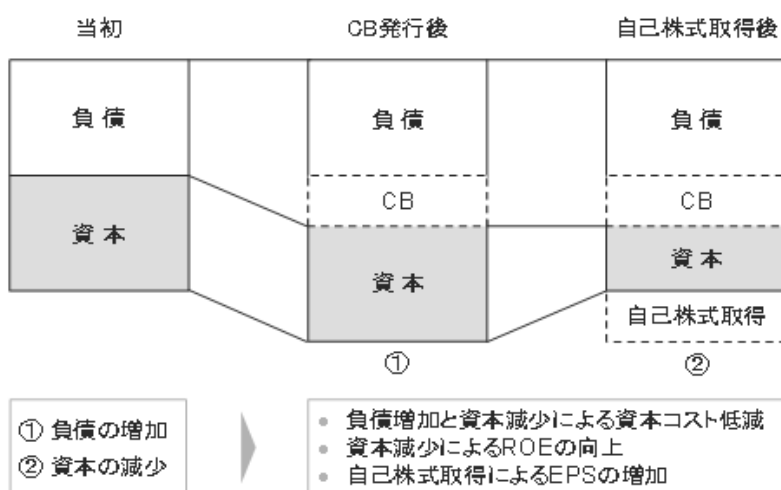 当初 CB発行後 自己株式取得後
負債 負債 負債
CB CB
資本 資本 資本
自己株式取得
① ②
① 負債の増加
② 資本の減少
● 負債増加と資本減少による資本コスト低減
● 資本減少によるROEの向上
● 自己株式取得によるEPSの増加